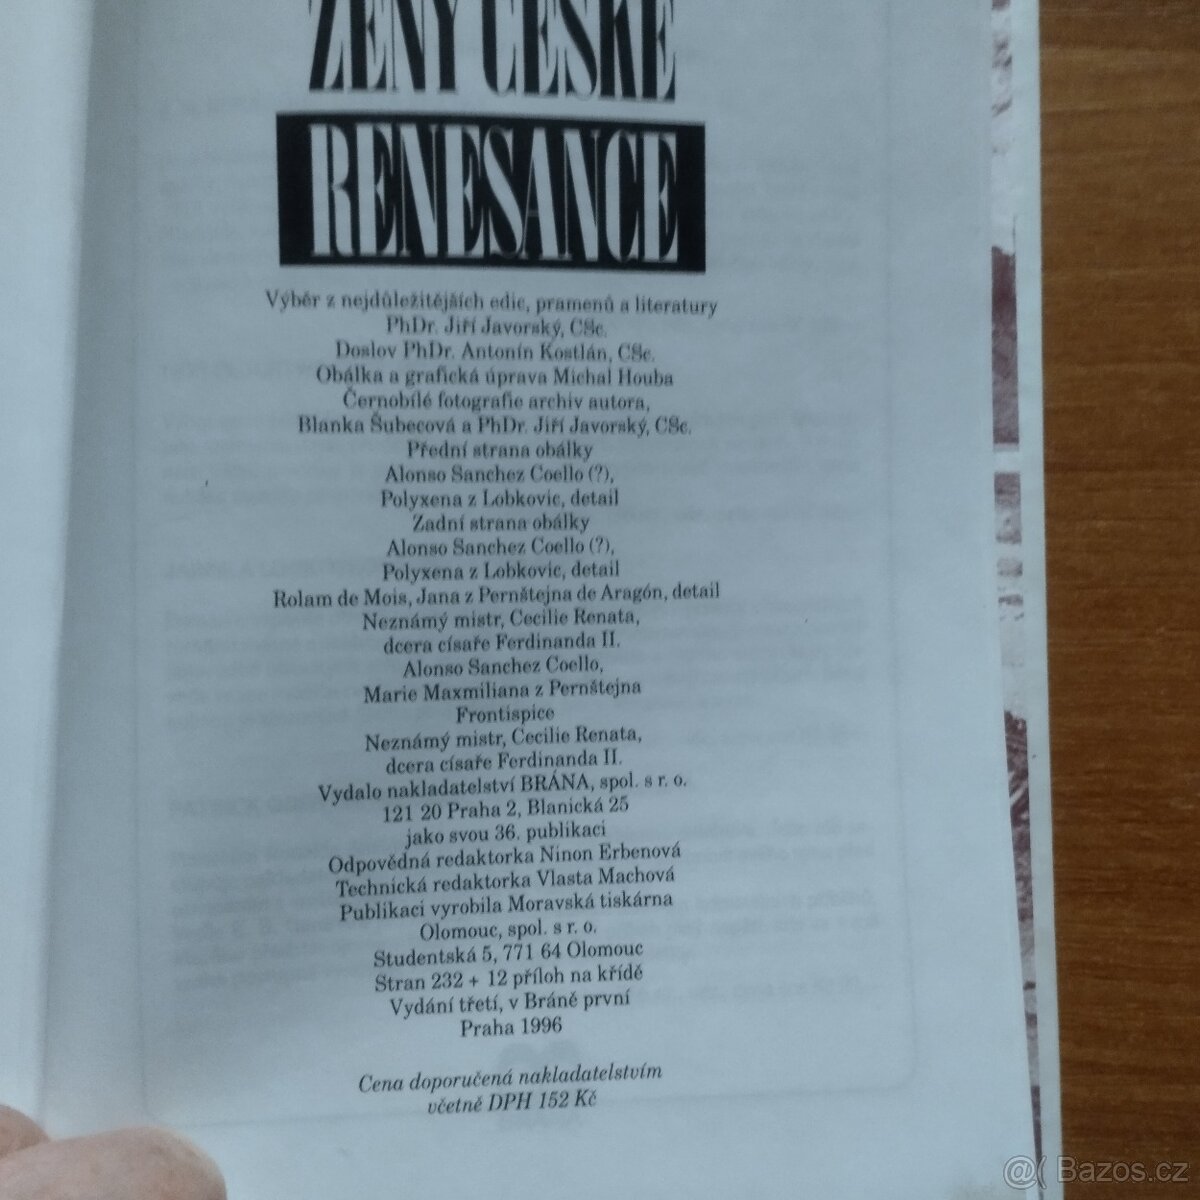 ŽENY ČESKÉ
RENESANCE
Výběr z nejdůležitějších edic, pramenů a literatury
PhDr. Jiří Javorský, CSc.
Doslov PhDr. Antonín Kostlán, CSc.
Obálka a grafická úprava Michal Houba
Černobílé fotografie archiv autora,
Blanka Šubecová a PhDr. Jiří Javorský, CSc.
Přední strana obálky
Alonso Sanchez Coello (?),
Polyxena z Lobkovic, detail
Zadní strana obálky
Alonso Sanchez Coello (?),
Polyxena z Lobkovic, detail
Rolam de Mois, Jana z Pernštejna de Aragón, detail
Neznámý mistr, Cecilie Renata,
dcera císaře Ferdinanda II.
Alonso Sanchez Coello,
Marie Maxmiliana z Pernštejna
Frontispice
Neznámý mistr, Cecilie Renata,
dcera císaře Ferdinanda II.
Vydalo nakladatelství BRÁNA, spol. s r. o.
121 20 Praha 2, Blanická 25
jako svou 36. publikaci
Odpovědná redaktorka Ninon Erbenová
Technická redaktorka Vlasta Machová
Publikaci vyrobila Moravská tiskárna
Olomouc, spol. s r. o.
Studentská 5, 771 64 Olomouc
Stran 232 + 12 příloh na křídě
Vydání třetí, v Bráně první
Praha 1996
Cena doporučená nakladatelstvím
včetně DPH 152 Kč
Bazos.cz